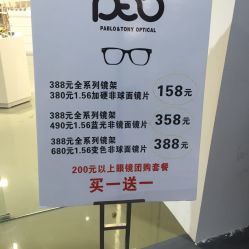 PEO
PABLO&TONY OPTICAL
388元全系列镜架
380元1.56加硬非球面镜片
158元
388元全系列镜架
490元1.56蓝光非镜面镜片
358元
388元全系列镜架
680元1.56变色非球面镜片
388元
200元以上眼镜团购套餐
买一送一